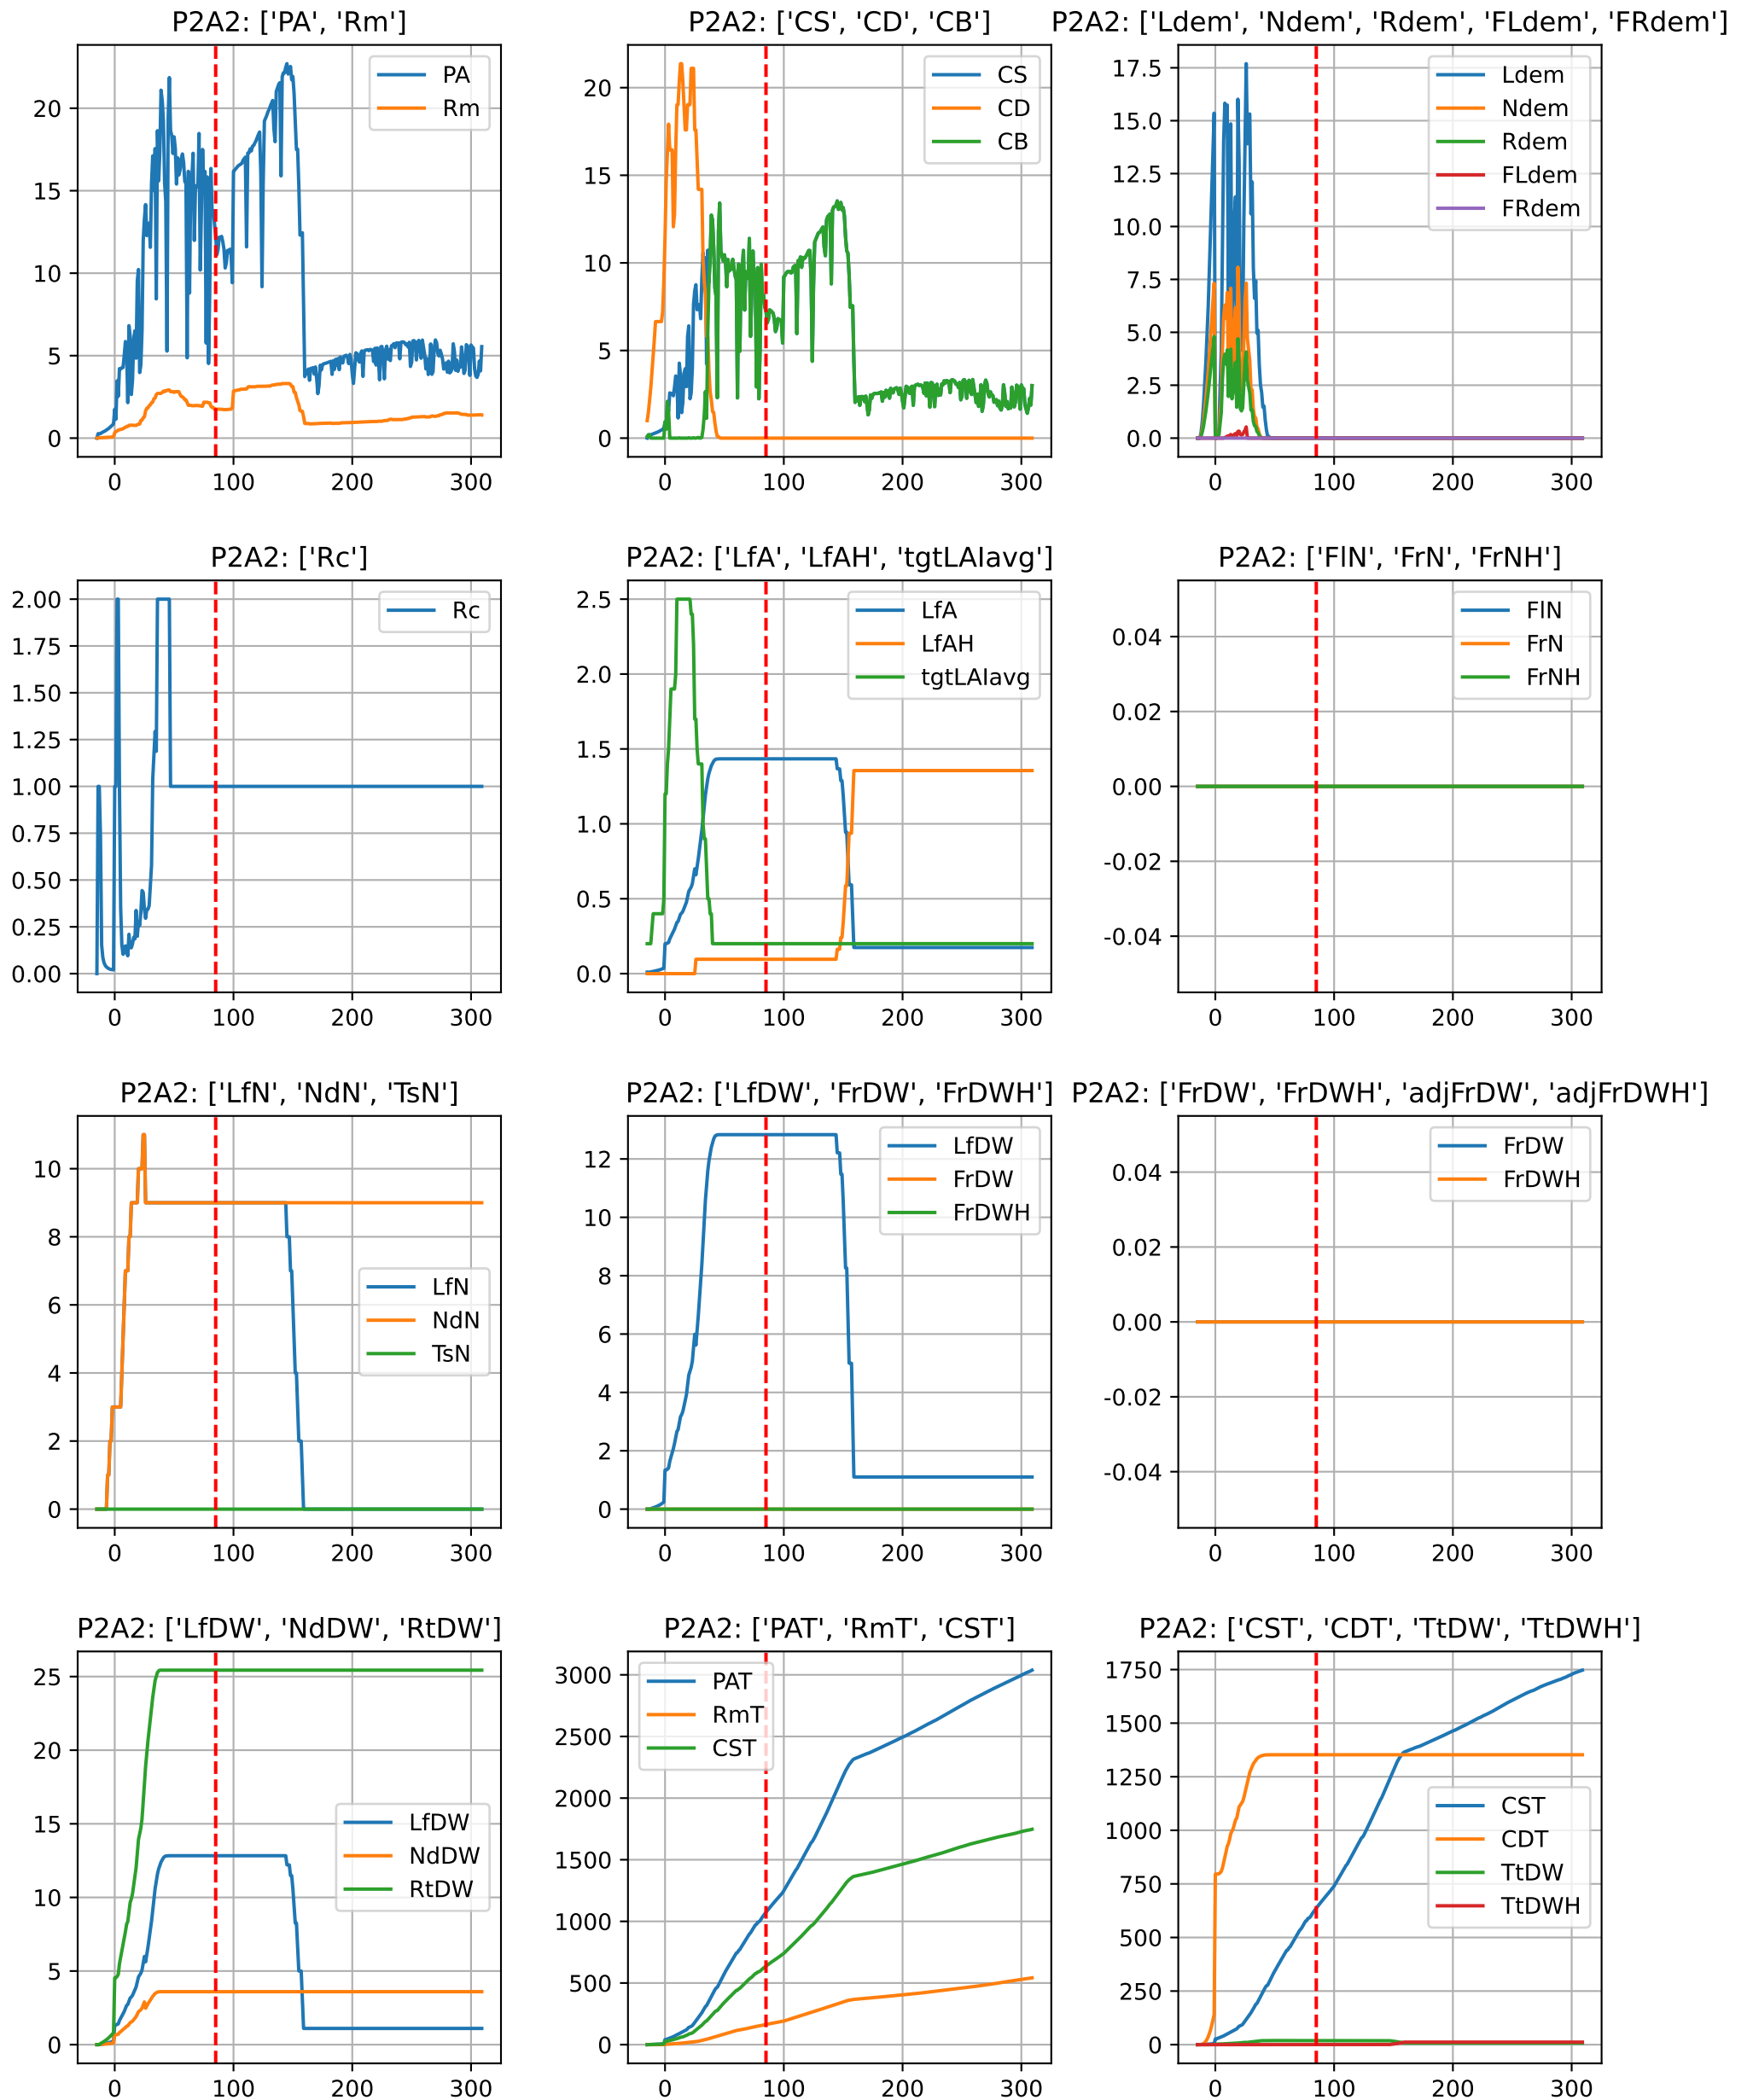 P2A2: ['PA', 'Rm']
PA
Rm
20
15
10
5
0
0 100 200 300
P2A2: ['CS', 'CD', 'CB']
CS
CD
CB
20
15
10
5
0
0 100 200 300
P2A2: ['Ldem', 'Ndem', 'Rdem', 'FLdem', 'FRdem']
Ldem
Ndem
Rdem
FLdem
FRdem
17.5
15.0
12.5
10.0
7.5
5.0
2.5
0.0
0 100 200 300
P2A2: ['Rc']
Rc
2.00
1.75
1.50
1.25
1.00
0.75
0.50
0.25
0.00
0 100 200 300
P2A2: ['LfA', 'LfAH', 'tgtLAIavg']
LfA
LfAH
tgtLAIavg
2.5
2.0
1.5
1.0
0.5
0.0
0 100 200 300
P2A2: ['FlN', 'FrN', 'FrNH']
FlN
FrN
FrNH
0.04
0.02
0.00
-0.02
-0.04
0 100 200 300
P2A2: ['LfN', 'NdN', 'TsN']
LfN
NdN
TsN
10
8
6
4
2
0
0 100 200 300
P2A2: ['LfDW', 'FrDW', 'FrDWH']
LfDW
FrDW
FrDWH
12
10
8
6
4
2
0
0 100 200 300
P2A2: ['FrDW', 'FrDWH', 'adjFrDW', 'adjFrDWH']
FrDW
FrDWH
0.04
0.02
0.00
-0.02
-0.04
0 100 200 300
P2A2: ['LfDW', 'NdDW', 'RtDW']
LfDW
NdDW
RtDW
25
20
15
10
5
0
0 100 200 300
P2A2: ['PAT', 'RmT', 'CST']
PAT
RmT
CST
3000
2500
2000
1500
1000
500
0
0 100 200 300
P2A2: ['CST', 'CDT', 'TtDW', 'TtDWH']
CST
CDT
TtDW
TtDWH
1750
1500
1250
1000
750
500
250
0
0 100 200 300